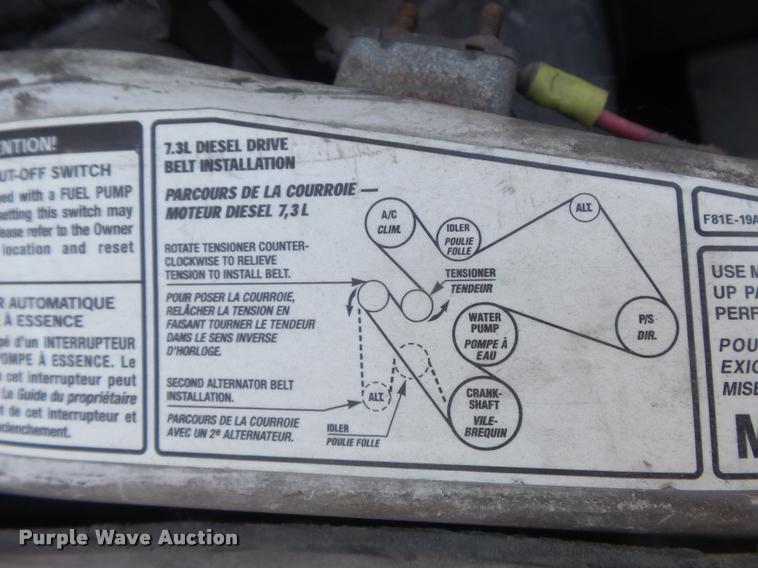 NTION!
UT-OFF SWITCH
ed with a FUEL PUMP
setting this switch may
ease refer to the Owner
location and reset
R AUTOMATIQUE
À ESSENCE
pé d'un INTERRUPTEUR
POMPE À ESSENCE. Le
cet interrupteur peut
Le Guide du propriétaire
t de cet interrupteur et
clenchement.
7.3L DIESEL DRIVE
BELT INSTALLATION
PARCOURS DE LA COURROIE —
MOTEUR DIESEL 7,3 L
ROTATE TENSIONER COUNTER-
CLOCKWISE TO RELIEVE
TENSION TO INSTALL BELT.
POUR POSER LA COURROIE,
RELÂCHER LA TENSION EN
FAISANT TOURNER LE TENDEUR
DANS LE SENS INVERSE
D'HORLOGE.
SECOND ALTERNATOR BELT
INSTALLATION.
PARCOURS DE LA COURROIE
AVEC UN 2e ALTERNATEUR.
A/C
CLIM.
IDLER
POULIE
FOLLE
ALT.
TENSIONER
TENDEUR
WATER
PUMP
POMPE À
EAU
P/S
DIR.
ALT.
IDLER
POULIE FOLLE
CRANK-
SHAFT
VILE-
BREQUIN
F81E-19A
USE M
UP PA
PERF
POU
EXIG
MISE
M
Purple Wave Auction